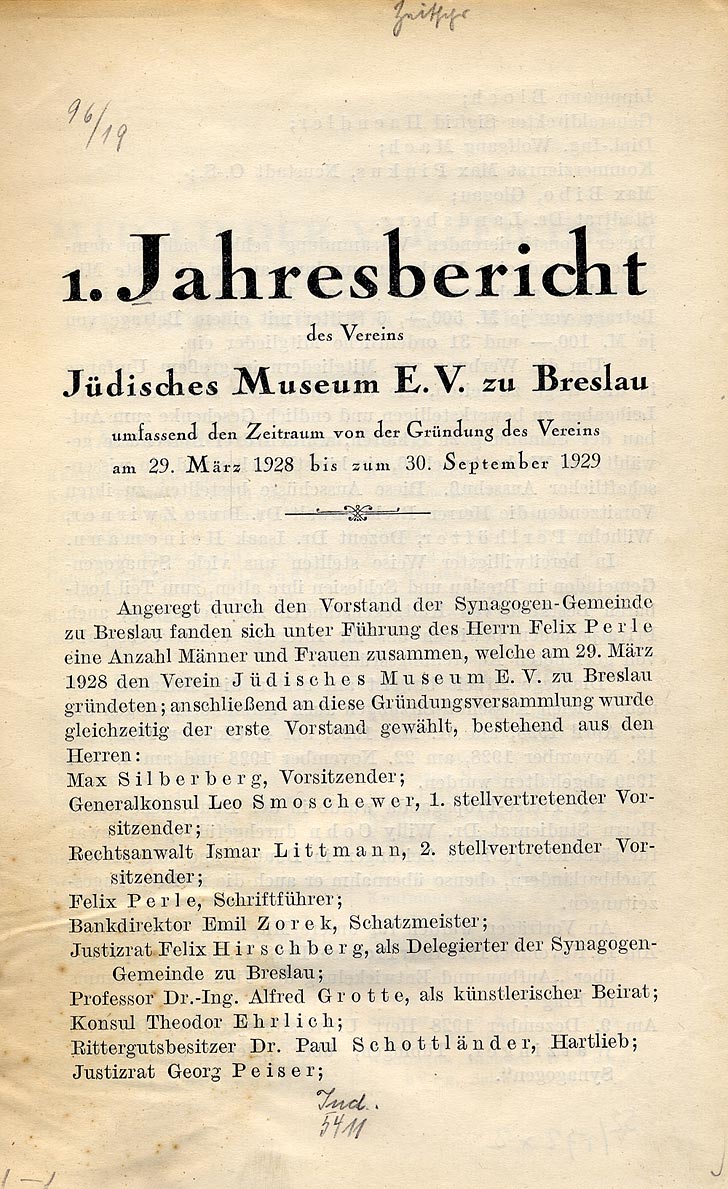 Zeitschr
96/19
1. Jahresbericht
des Vereins
Jüdisches Museum E.V. zu Breslau
umfassend den Zeitraum von der Gründung des Vereins
am 29. März 1928 bis zum 30. September 1929
Angeregt durch den Vorstand der Synagogen-Gemeinde
zu Breslau fanden sich unter Führung des Herrn Felix Perle
eine Anzahl Männer und Frauen zusammen, welche am 29. März
1928 den Verein Jüdisches Museum E. V. zu Breslau
gründeten; anschließend an diese Gründungsversammlung wurde
gleichzeitig der erste Vorstand gewählt, bestehend aus den
Herren:
Max Silberberg, Vorsitzender;
Generalkonsul Leo Smoschewer, 1. stellvertretender Vor-
sitzender;
Rechtsanwalt Ismar Littmann, 2. stellvertretender Vor-
sitzender;
Felix Perle, Schriftführer;
Bankdirektor Emil Zorek, Schatzmeister;
Justizrat Felix Hirschberg, als Delegierter der Synagogen-
Gemeinde zu Breslau;
Professor Dr.-Ing. Alfred Grotte, als künstlerischer Beirat;
Konsul Theodor Ehrlich;
Rittergutsbesitzer Dr. Paul Schottländer, Hartlieb;
Justizrat Georg Peiser;
Jud.
5411